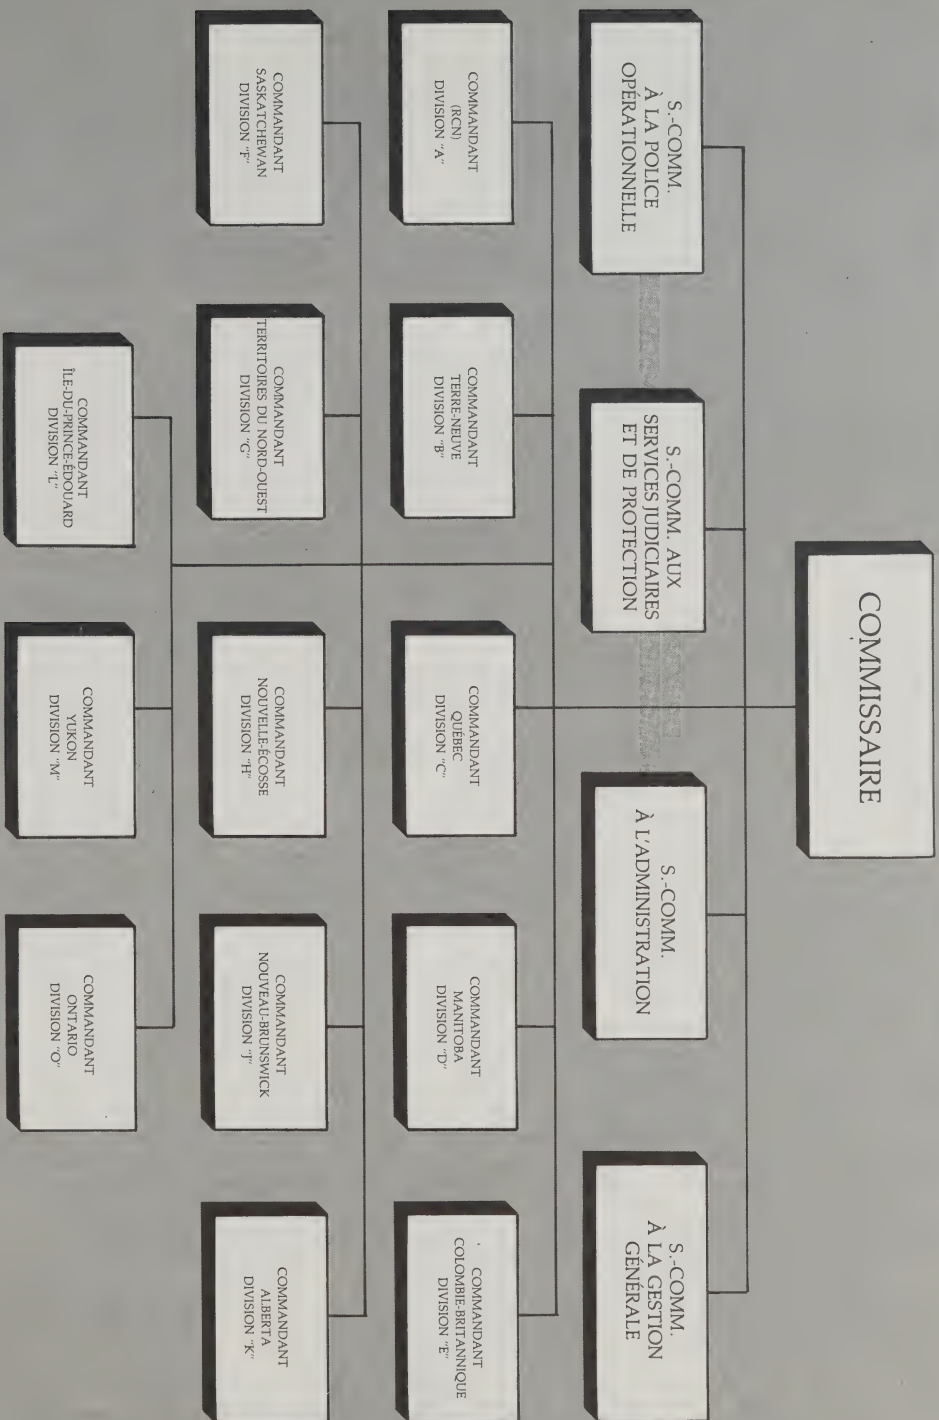 COMMISSAIRE
S.-COMM.
À LA POLICE
OPÉRATIONNELLE
S.-COMM. AUX
SERVICES JUDICIAIRES
ET DE PROTECTION
S.-COMM.
À L'ADMINISTRATION
S.-COMM.
À LA GESTION
GÉNÉRALE
COMMANDANT
(RCN)
DIVISION "A"
COMMANDANT
TERRE-NEUVE
DIVISION "B"
COMMANDANT
QUÉBEC
DIVISION "C"
COMMANDANT
MANITOBA
DIVISION "D"
COMMANDANT
COLOMBIE-BRITANNIQUE
DIVISION "E"
COMMANDANT
SASKATCHEWAN
DIVISION "F"
COMMANDANT
TERRITOIRES DU NORD-OUEST
DIVISION "G"
COMMANDANT
NOUVELLE-ÉCOSSE
DIVISION "H"
COMMANDANT
NOUVEAU-BRUNSWICK
DIVISION "J"
COMMANDANT
ALBERTA
DIVISION "K"
COMMANDANT
ÎLE-DU-PRINCE-ÉDOUARD
DIVISION "L"
COMMANDANT
YUKON
DIVISION "M"
COMMANDANT
ONTARIO
DIVISION "O"